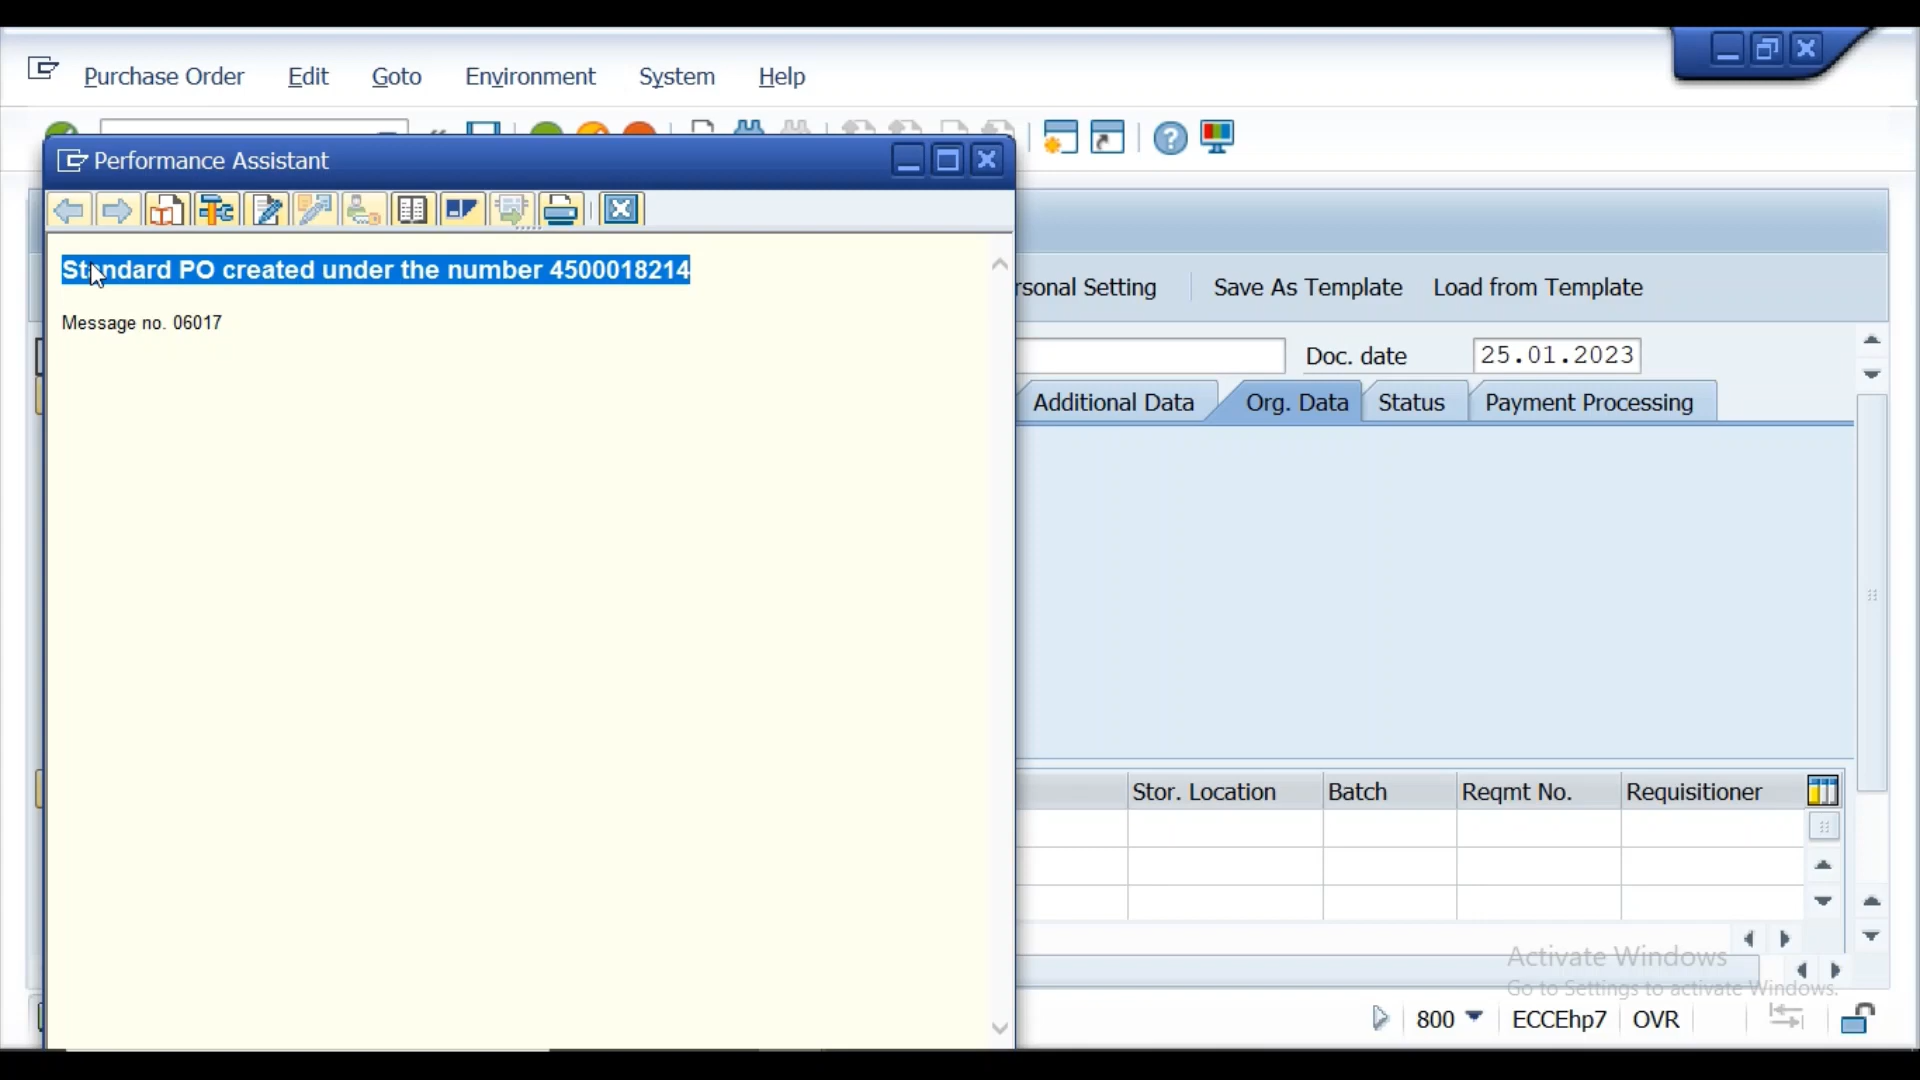 Purchase Order Edit Goto Environment System Help
Performance Assistant
Standard PO created under the number 4500018214
Message no. 06017
rsonal Setting Save As Template Load from Template
Doc. date 25.01.2023
Additional Data Org. Data Status Payment Processing
Stor. Location Batch Reqmt No. Requisitioner
Activate Windows
Go to Settings to activate Windows.
800 ECCEhp7 OVR